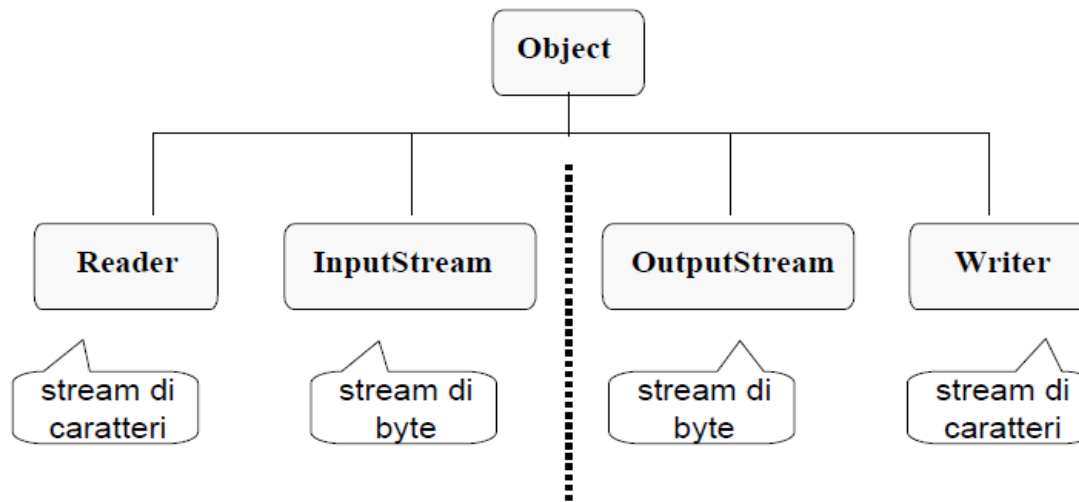 Object
Reader
InputStream
OutputStream
Writer
stream di
caratteri
stream di
byte
stream di
byte
stream di
caratteri